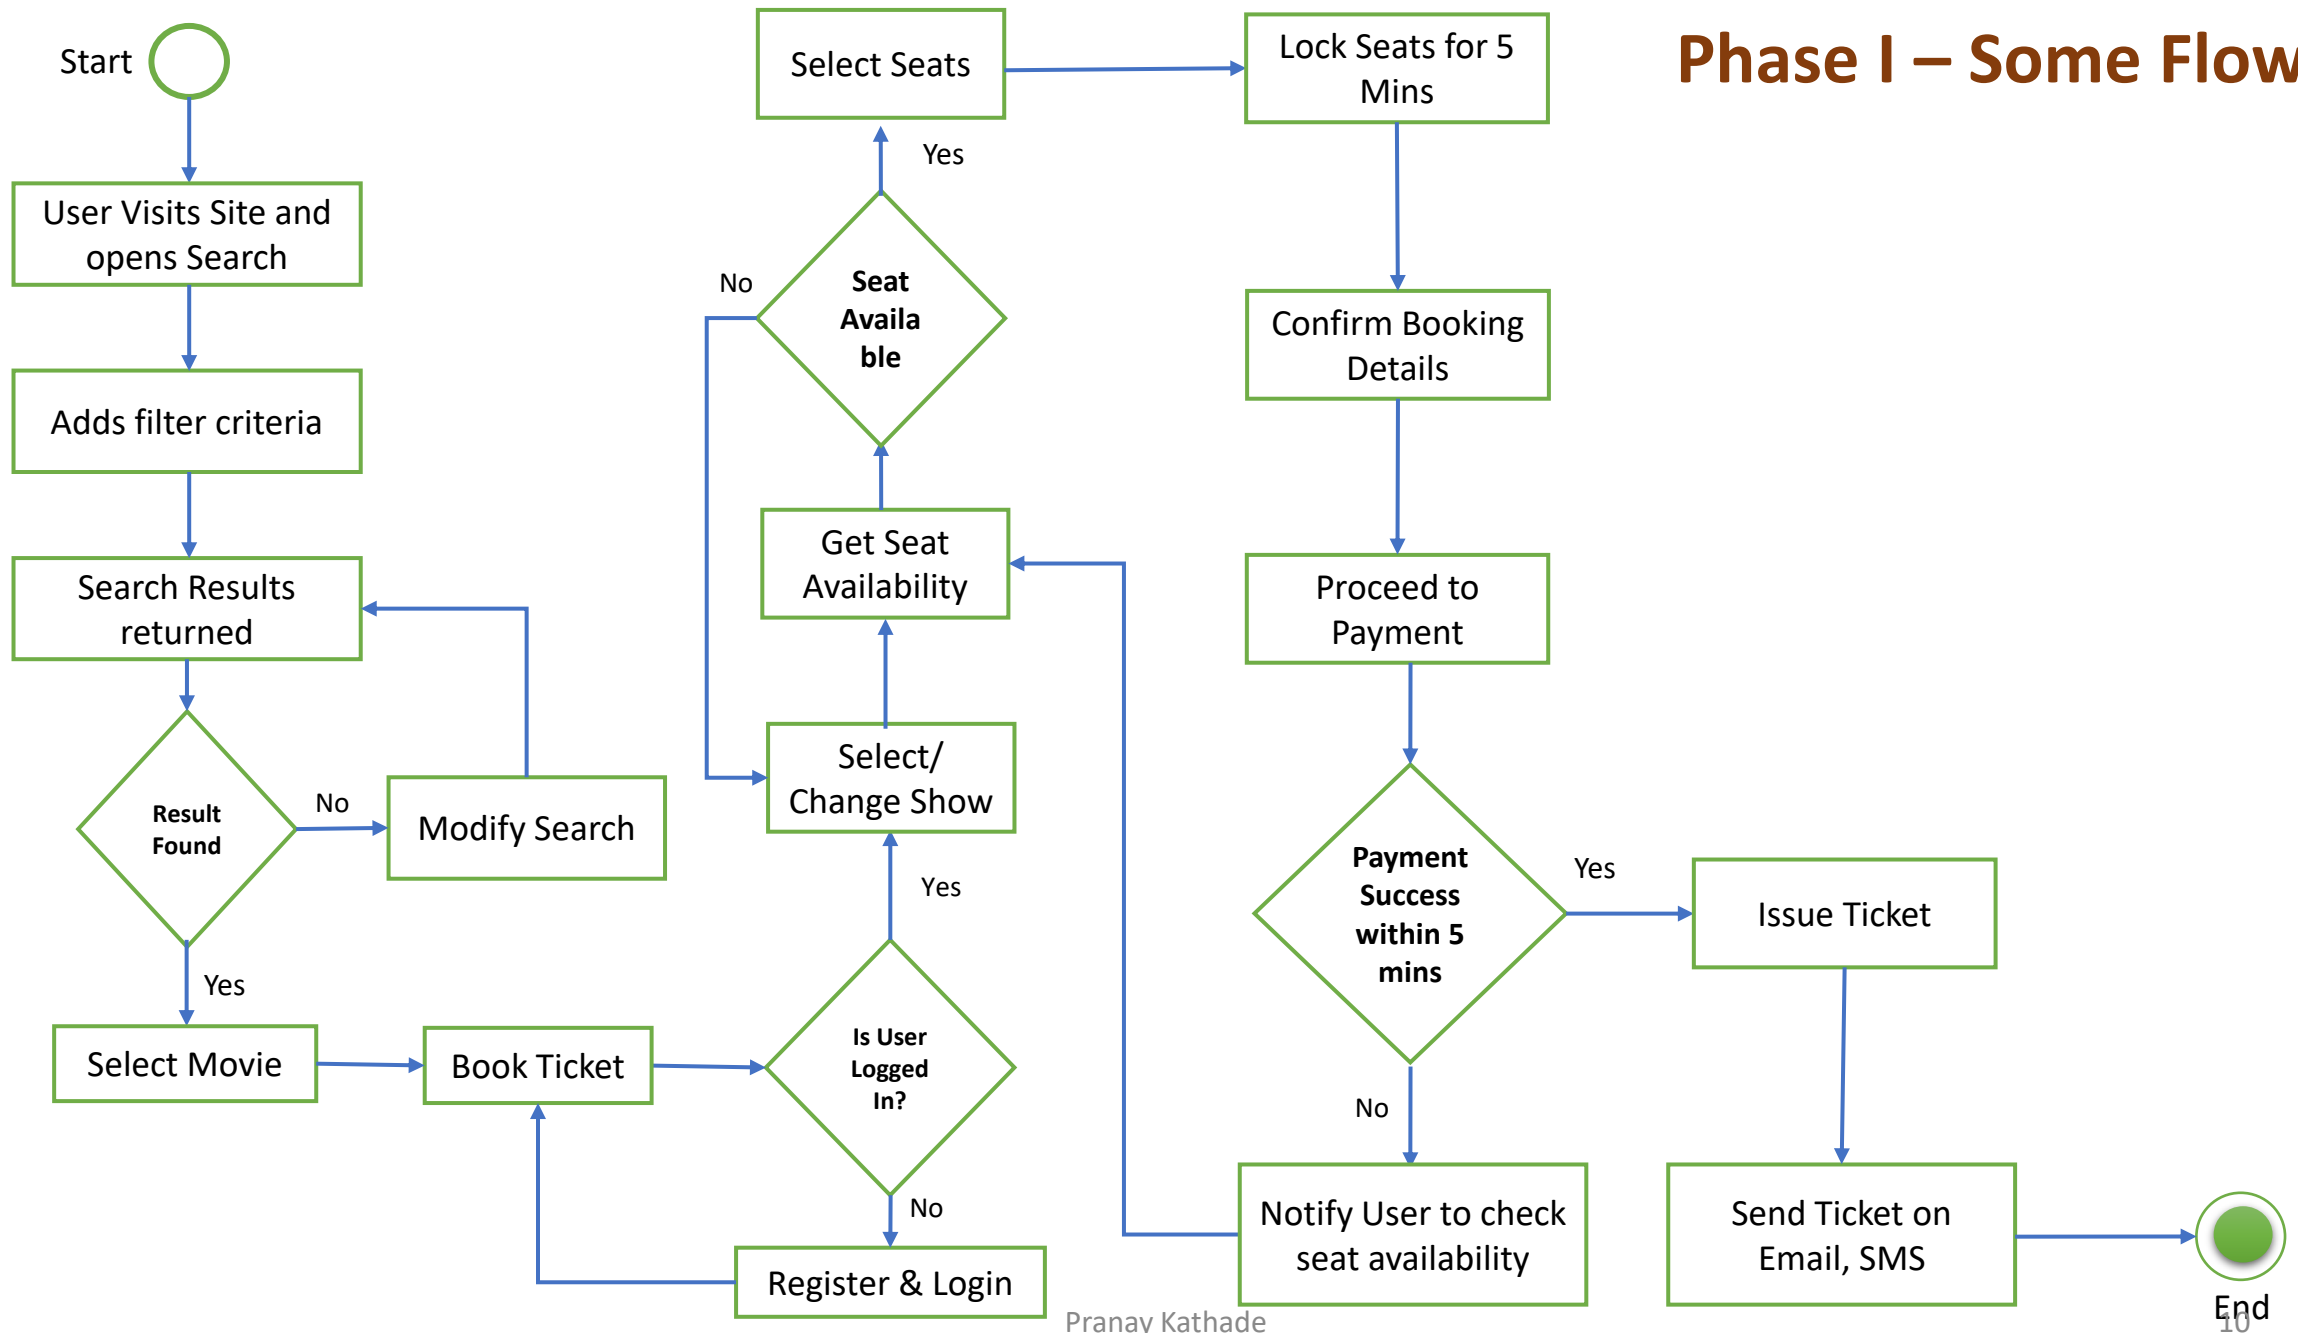 Phase I – Some Flow
Start
User Visits Site and
opens Search
Adds filter criteria
Search Results
returned
Result
Found
No
Modify Search
Yes
Select Movie
Book Ticket
Is User
Logged
In?
No
Register & Login
Yes
Select/
Change Show
Get Seat
Availability
Seat
Availa
ble
No
Yes
Select Seats
Lock Seats for 5
Mins
Confirm Booking
Details
Proceed to
Payment
Payment
Success
within 5
mins
Yes
Issue Ticket
No
Notify User to check
seat availability
Send Ticket on
Email, SMS
End
Pranay Kathade
10